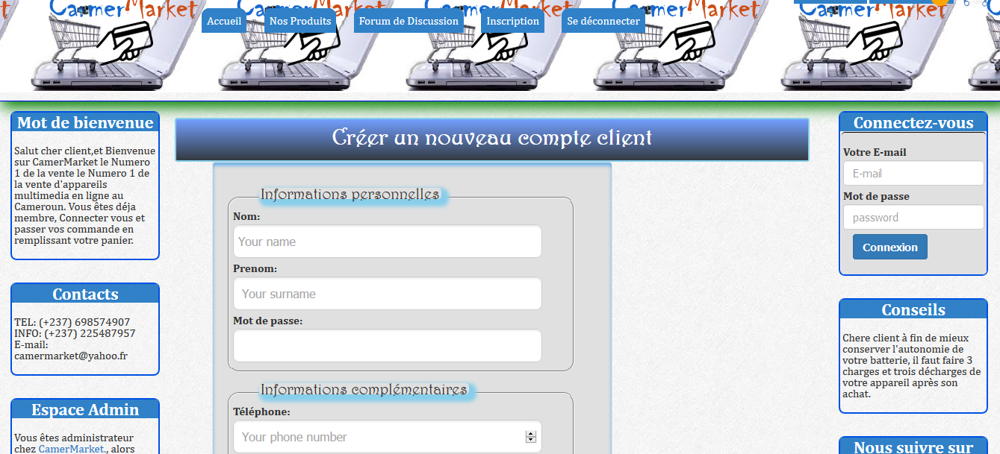 CamerMarket CamerMarket CamerMarket CamerMarket CamerMarket
Accueil Nos Produits Forum de Discussion Inscription Se déconnecter
Mot de bienvenue
Salut cher client,et Bienvenue
sur CamerMarket le Numero
1 de la vente le Numero 1 de
la vente d'appareils
multimedia en ligne au
Cameroun. Vous êtes déja
membre, Connecter vous et
passer vos commande en
remplissant votre panier.
Contacts
TEL: (+237) 698574907
INFO: (+237) 225487957
E-mail:
camermarket@yahoo.fr
Espace Admin
Vous êtes administrateur
chez CamerMarket., alors
Créer un nouveau compte client
Informations personnelles
Nom:
Your name
Prenom:
Your surname
Mot de passe:
Informations complémentaires
Téléphone:
Your phone number
Connectez-vous
Votre E-mail
E-mail
Mot de passe
password
Connexion
Conseils
Chere client à fin de mieux
conserver l'autonomie de
votre batterie, il faut faire 3
charges et trois décharges de
votre appareil après son
achat.
Nous suivre sur